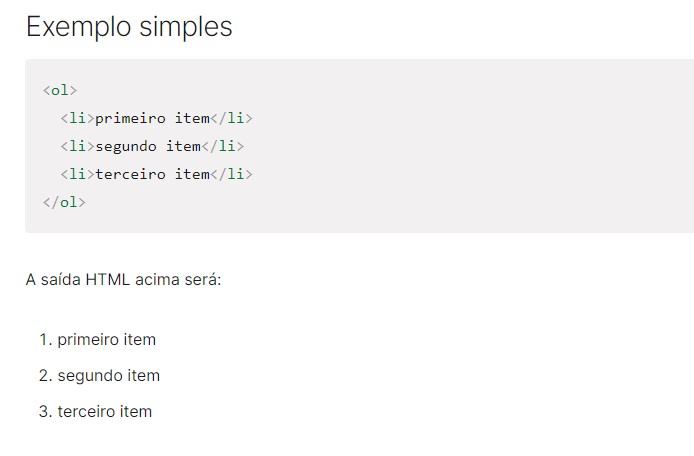 Exemplo simples
<ol>
  <li>primeiro item</li>
  <li>segundo item</li>
  <li>terceiro item</li>
</ol>
A saída HTML acima será:
1. primeiro item
2. segundo item
3. terceiro item